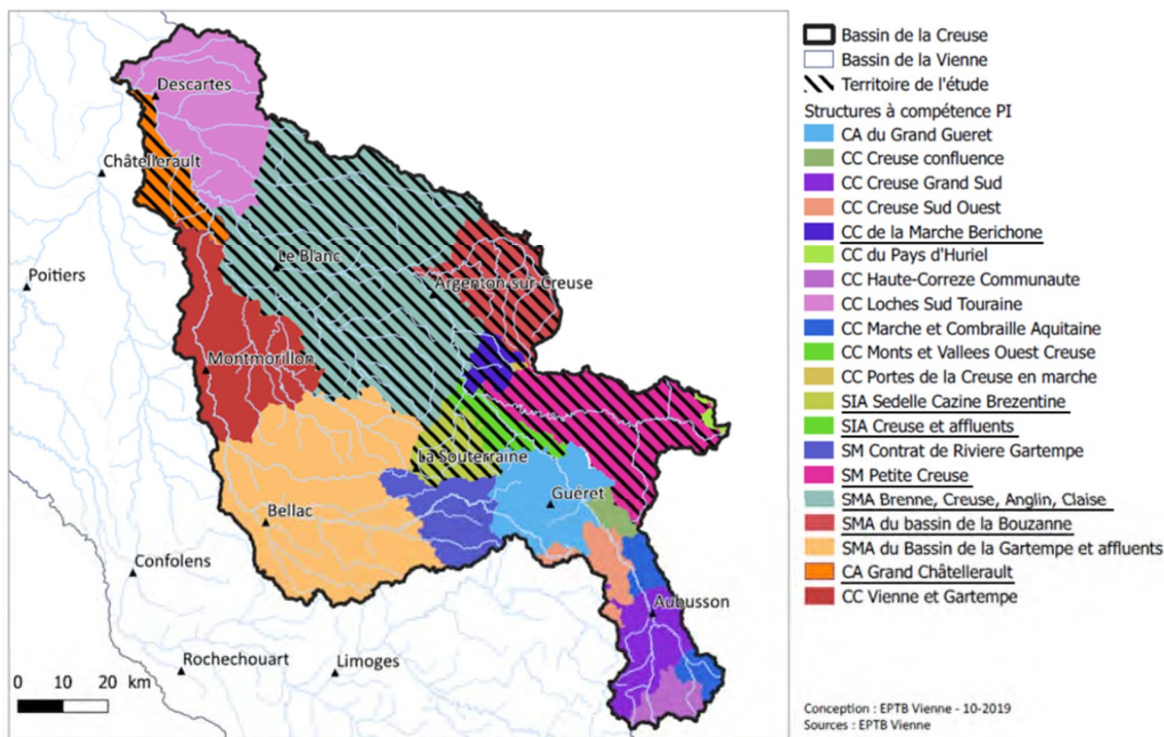 Descartes
Châtellerault
Poitiers
Le Blanc
Argenton-sur-Creuse
Montmorillon
La Souterraine
Guéret
Bellac
Confolens
Aubusson
Rochechouart
Limoges
0 10 20 km
Bassin de la Creuse
Bassin de la Vienne
Territoire de l'étude
Structures à compétence PI
CA du Grand Gueret
CC Creuse confluence
CC Creuse Grand Sud
CC Creuse Sud Ouest
CC de la Marche Berichone
CC du Pays d'Huriel
CC Haute-Correze Communaute
CC Loches Sud Touraine
CC Marche et Combraille Aquitaine
CC Monts et Vallees Ouest Creuse
CC Portes de la Creuse en marche
SIA Sedelle Cazine Brezentine
SIA Creuse et affluents
SM Contrat de Riviere Gartempe
SM Petite Creuse
SMA Brenne, Creuse, Anglin, Claise
SMA du bassin de la Bouzanne
SMA du Bassin de la Gartempe et affluents
CA Grand Châtellerault
CC Vienne et Gartempe
Conception : EPTB Vienne - 10-2019
Sources : EPTB Vienne